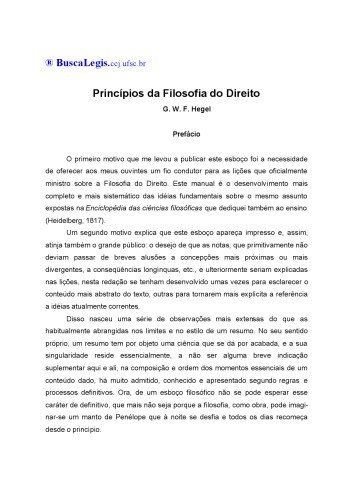 ® BuscaLegis.ccj.ufsc.br
Princípios da Filosofia do Direito
G. W. F. Hegel
Prefácio
O primeiro motivo que me levou a publicar este esboço foi a necessidade
de oferecer aos meus ouvintes um fio condutor para as lições que oficialmente
ministro sobre a Filosofia do Direito. Este manual é o desenvolvimento mais
completo e mais sistemático das idéias fundamentais sobre o mesmo assunto
expostas na Enciclopédia das ciências filosóficas que dediquei também ao ensino
(Heidelberg, 1817).
Um segundo motivo explica que este esboço apareça impresso e, assim,
atinja também o grande público: o desejo de que as notas, que primitivamente não
deviam passar de breves alusões a concepções mais próximas ou mais
divergentes, a conseqüências longínquas, etc., e ulteriormente seriam explicadas
nas lições, nesta redação se tenham desenvolvido umas vezes para esclarecer o
conteúdo mais abstrato do texto, outras para tornarem mais explícita a referência
a idéias atualmente correntes.
Disso nasceu uma série de observações mais extensas do que as
habitualmente abrangidas nos limites e no estilo de um resumo. No seu sentido
próprio, um resumo tem por objeto uma ciência que se dá por acabada, e a sua
singularidade reside essencialmente, a não ser alguma breve indicação
suplementar aqui e ali, na composição e ordem dos momentos essenciais de um
conteúdo dado, há muito admitido, conhecido e apresentado segundo regras e
processos definitivos. Ora, de um esboço filosófico não se pode esperar esse
caráter de definitivo, que mais não seja porque a filosofia, como obra, pode imagi-
nar-se um manto de Penélope que à noite se desfia e todos os dias recomeça
desde o princípio.